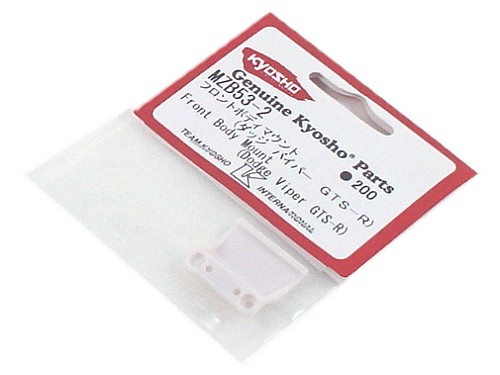 KYOSHO
Genuine Kyosho® Parts
MZB53-2
●200
フロントボディマウント
(ダッジ バイパー GTS-R)
Front Body Mount
(Dodge Viper GTS-R)
TEAM KYOSHO
INTERNATIONAL